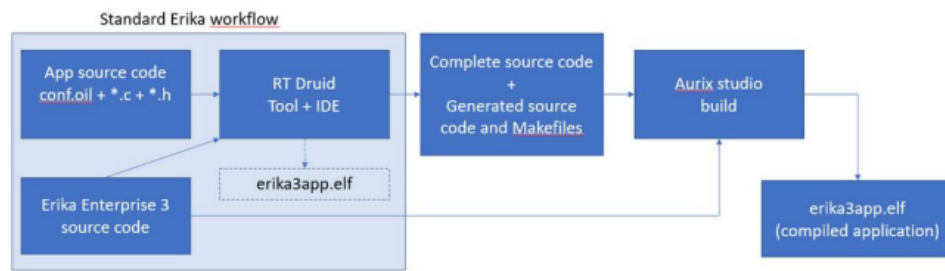 Standard Erika workflow
App source code
conf.oil + *.c + *.h
RT Druid
Tool + IDE
Complete source code
+
Generated source
code and Makefiles
Aurix studio
build
erika3app.elf
Erika Enterprise 3
source code
erika3app.elf
(compiled application)